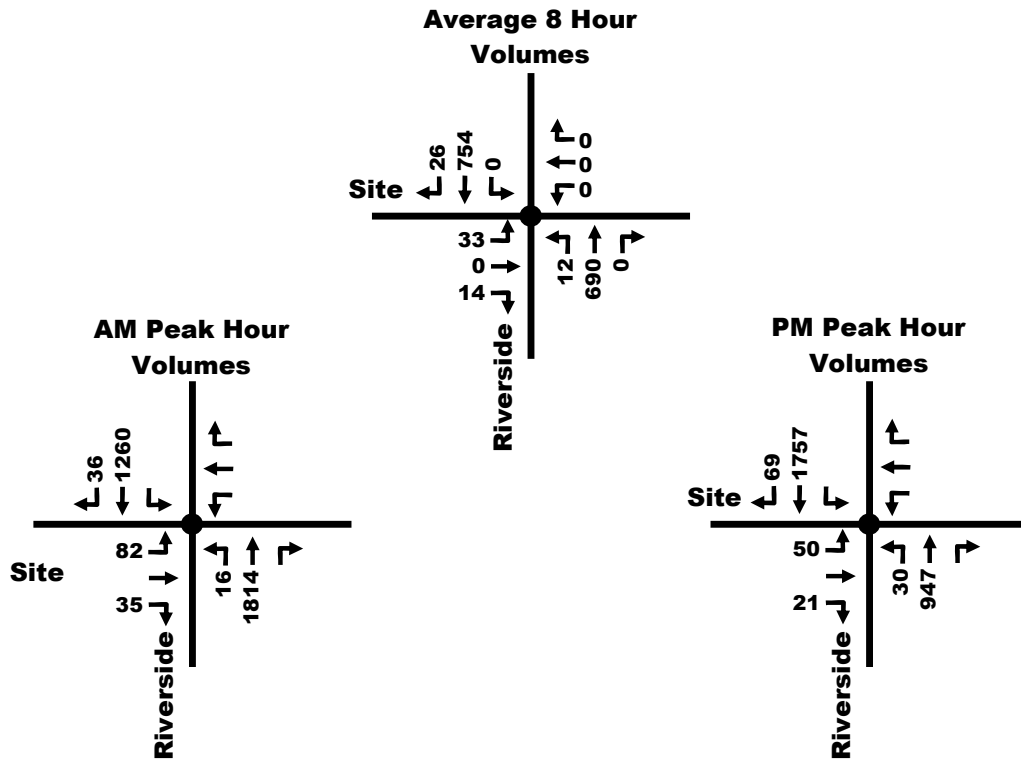 Average 8 Hour
Volumes
26
754
0
0
0
0
Site
33
0
14
12
690
0
Riverside
AM Peak Hour
Volumes
36
1260
82
Site
35
16
1814
Riverside
PM Peak Hour
Volumes
69
1757
Site
50
21
30
947
Riverside